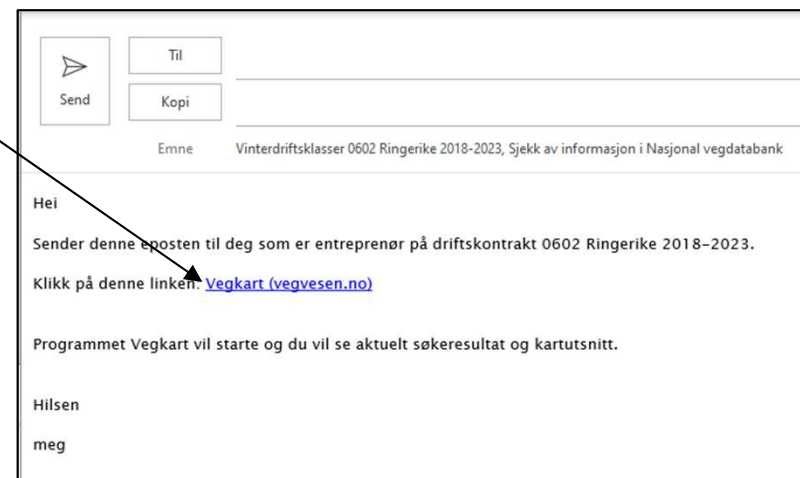 Til
Send
Kopi
Emne Vinterdriftsklasser 0602 Ringerike 2018-2023, Sjekk av informasjon i Nasjonal vegdatabank
Hei
Sender denne eposten til deg som er entreprenør på driftskontrakt 0602 Ringerike 2018–2023.
Klikk på denne linken: Vegkart (vegvesen.no)
Programmet Vegkart vil starte og du vil se aktuelt søkeresultat og kartutsnitt.
Hilsen
meg